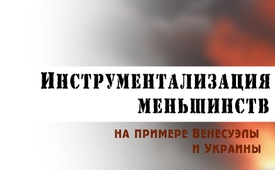 Инструментализация
меньшинств
на примере Венесуэлы
и Украины